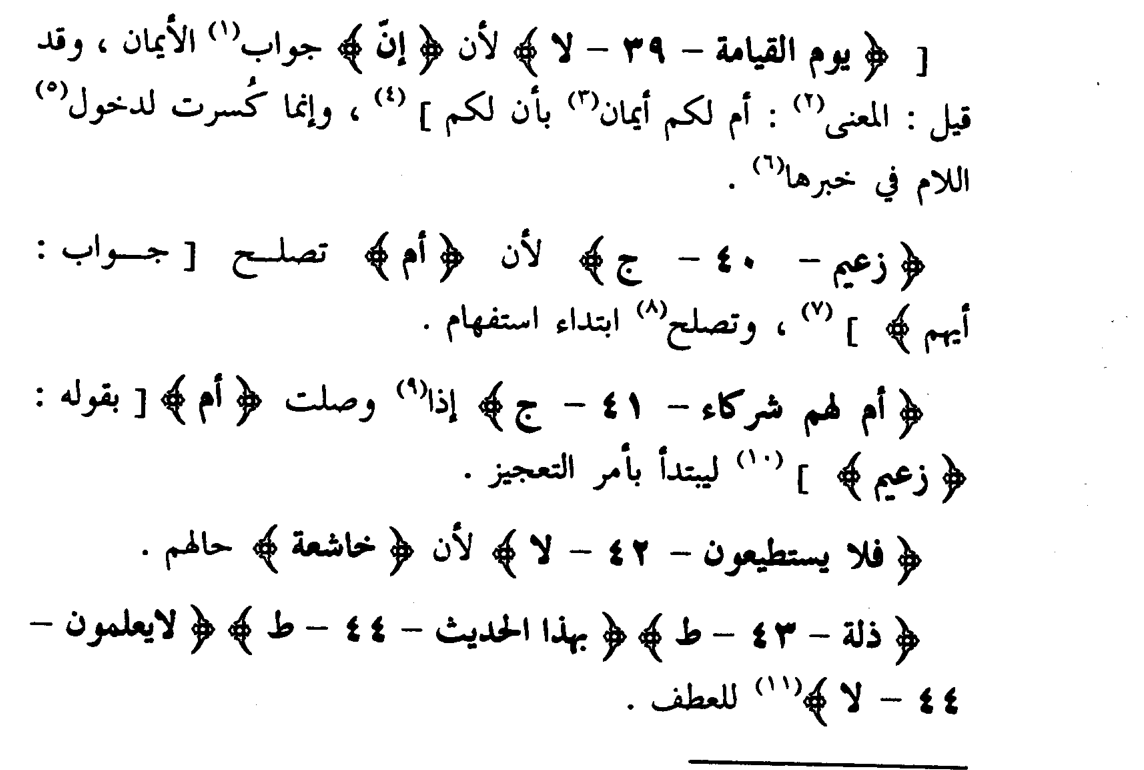 [ ﴿ يوم القيامة – ٣٩ – لا ﴾ لأن ﴿ إنّ ﴾ جواب(١) الأيمان ، وقد
قيل : المعنى(٢) : أم لكم أيمان(٣) بأن لكم ] (٤) ، وإنما كُسرت لدخول(٥)
اللام في خبرها(٦) .
﴿ زعيم – ٤٠ – ج ﴾ لأن ﴿ أم ﴾ تصلح [ جواب :
أيهم ﴾ ] (٧) ، وتصلح(٨) ابتداء استفهام .
﴿ أم لهم شركاء – ٤١ – ج ﴾ إذا(٩) وصلت ﴿ أم ﴾ [ بقوله :
﴿ زعيم ﴾ ] (١٠) ليبتدأ بأمر التعجيز .
﴿ فلا يستطيعون – ٤٢ – لا ﴾ لأن ﴿ خاشعة ﴾ حالهم .
﴿ ذلة – ٤٣ – ط ﴾ ﴿ بهذا الحديث – ٤٤ – ط ﴾ ﴿ لايعلمون –
٤٤ – لا ﴾(١١) للعطف .